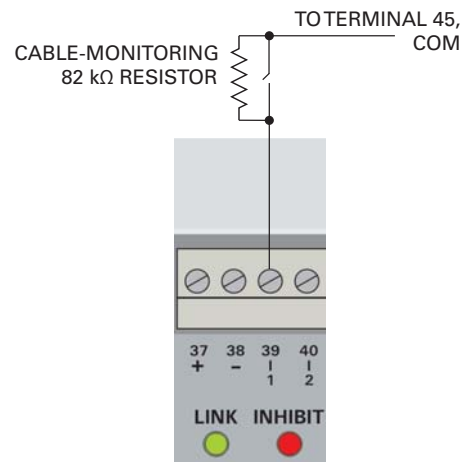 TO TERMINAL 45,
COM
CABLE-MONITORING
82 kΩ RESISTOR
37 38 39 40
+ – I I
1 2
LINK INHIBIT